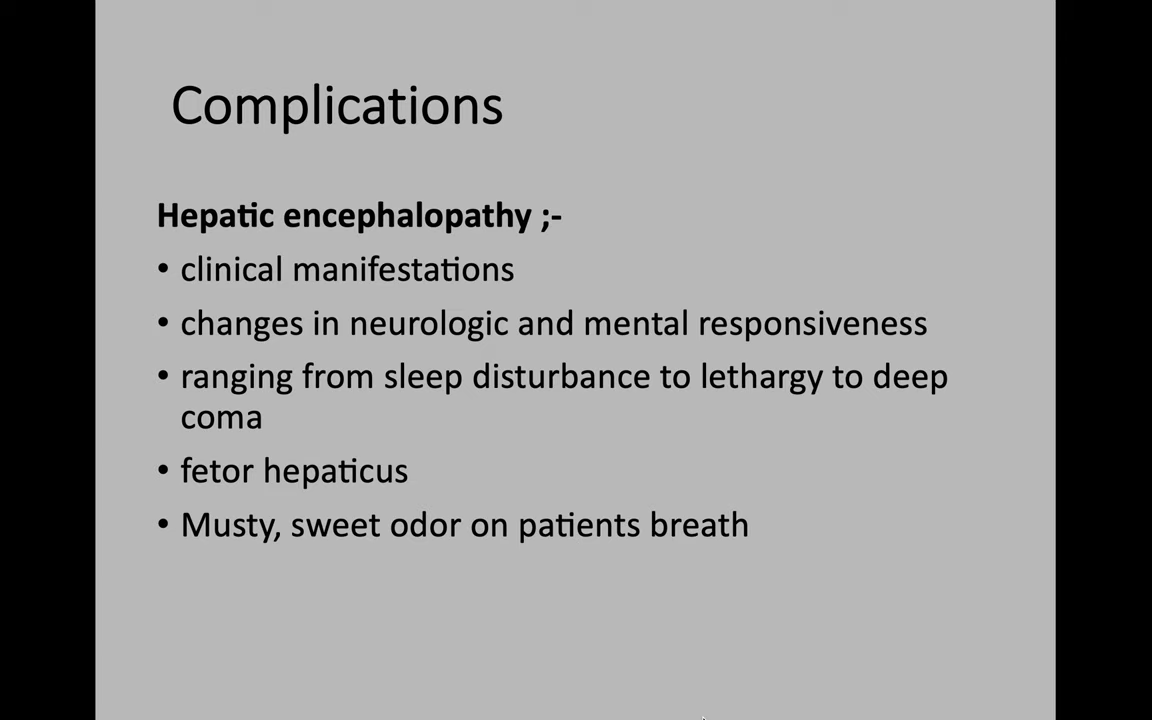 Complications
Hepatic encephalopathy ;-
• clinical manifestations
• changes in neurologic and mental responsiveness
• ranging from sleep disturbance to lethargy to deep
coma
• fetor hepaticus
• Musty, sweet odor on patients breath